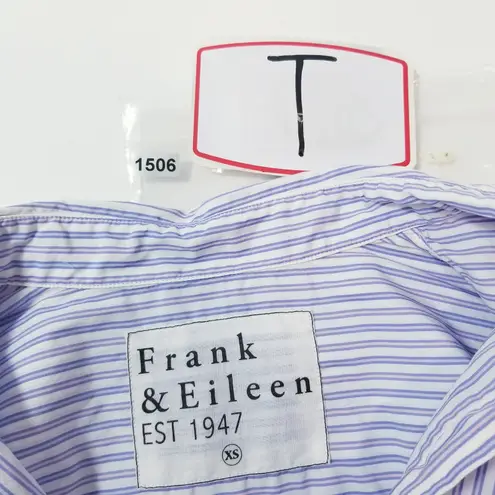 T
1506
Frank
& Eileen
EST 1947
XS